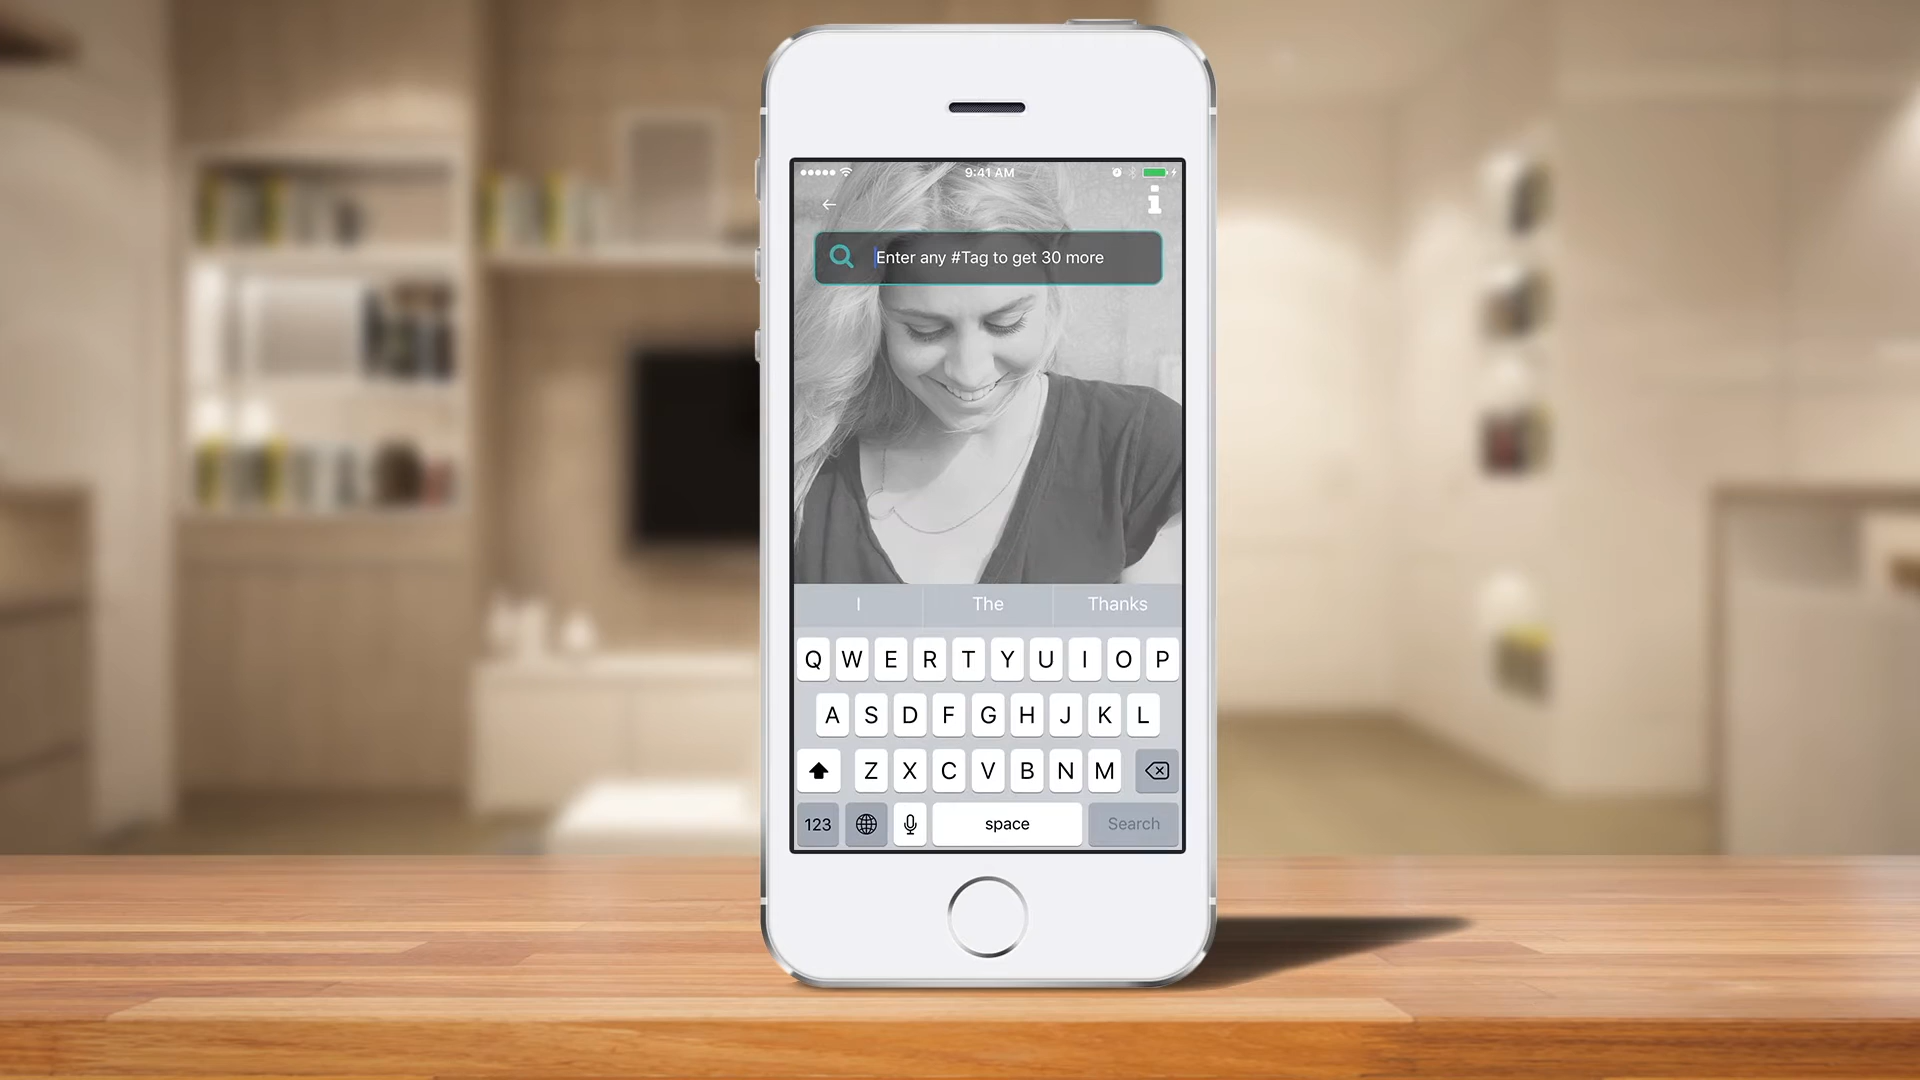 9:41 AM
Enter any #Tag to get 30 more
I The Thanks
Q W E R T Y U I O P
A S D F G H J K L
Z X C V B N M
123 space Search